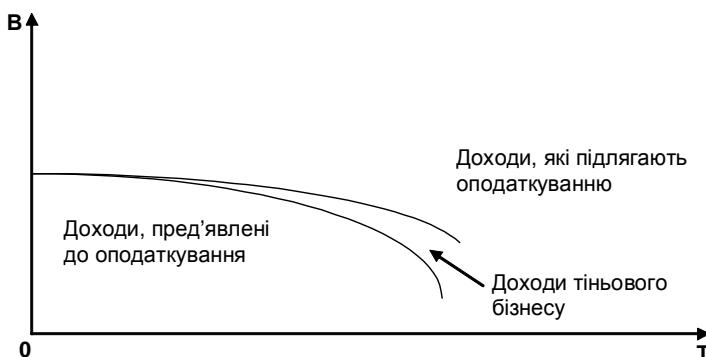 В
Доходи, які підлягають
оподаткуванню
Доходи, пред’явлені
до оподаткування
Доходи тіньового
бізнесу
0
Т